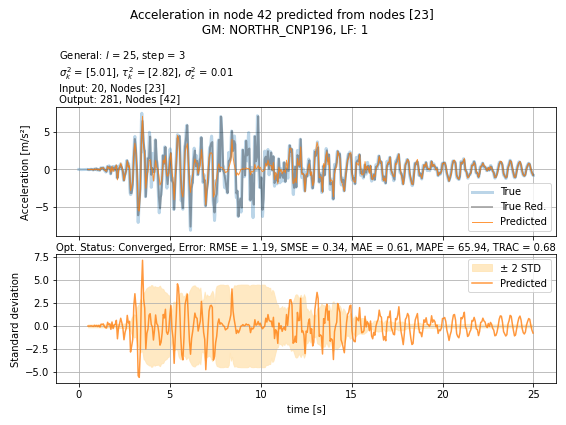 Acceleration in node 42 predicted from nodes [23]
GM: NORTHR_CNP196, LF: 1
General: l = 25, step = 3
σ²ₖ = [5.01], τ²ₖ = [2.82], σ²ε = 0.01
Input: 20, Nodes [23]
Output: 281, Nodes [42]
Acceleration [m/s²]
5
0
−5
True
True Red.
Predicted
Opt. Status: Converged, Error: RMSE = 1.19, SMSE = 0.34, MAE = 0.61, MAPE = 65.94, TRAC = 0.68
Standard deviation
7.5
5.0
2.5
0.0
−2.5
−5.0
± 2 STD
Predicted
0 5 10 15 20 25
time [s]